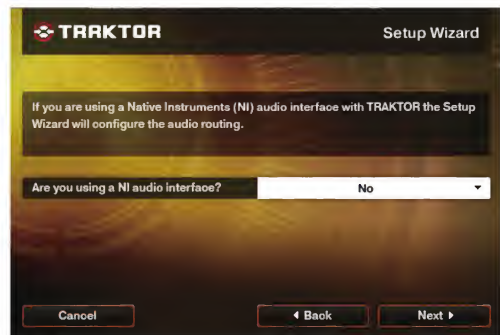 TRAKTOR
Setup Wizard
If you are using a Native Instruments (NI) audio interface with TRAKTOR the Setup
Wizard will configure the audio routing.
Are you using a NI audio interface?
No
Cancel
Back
Next